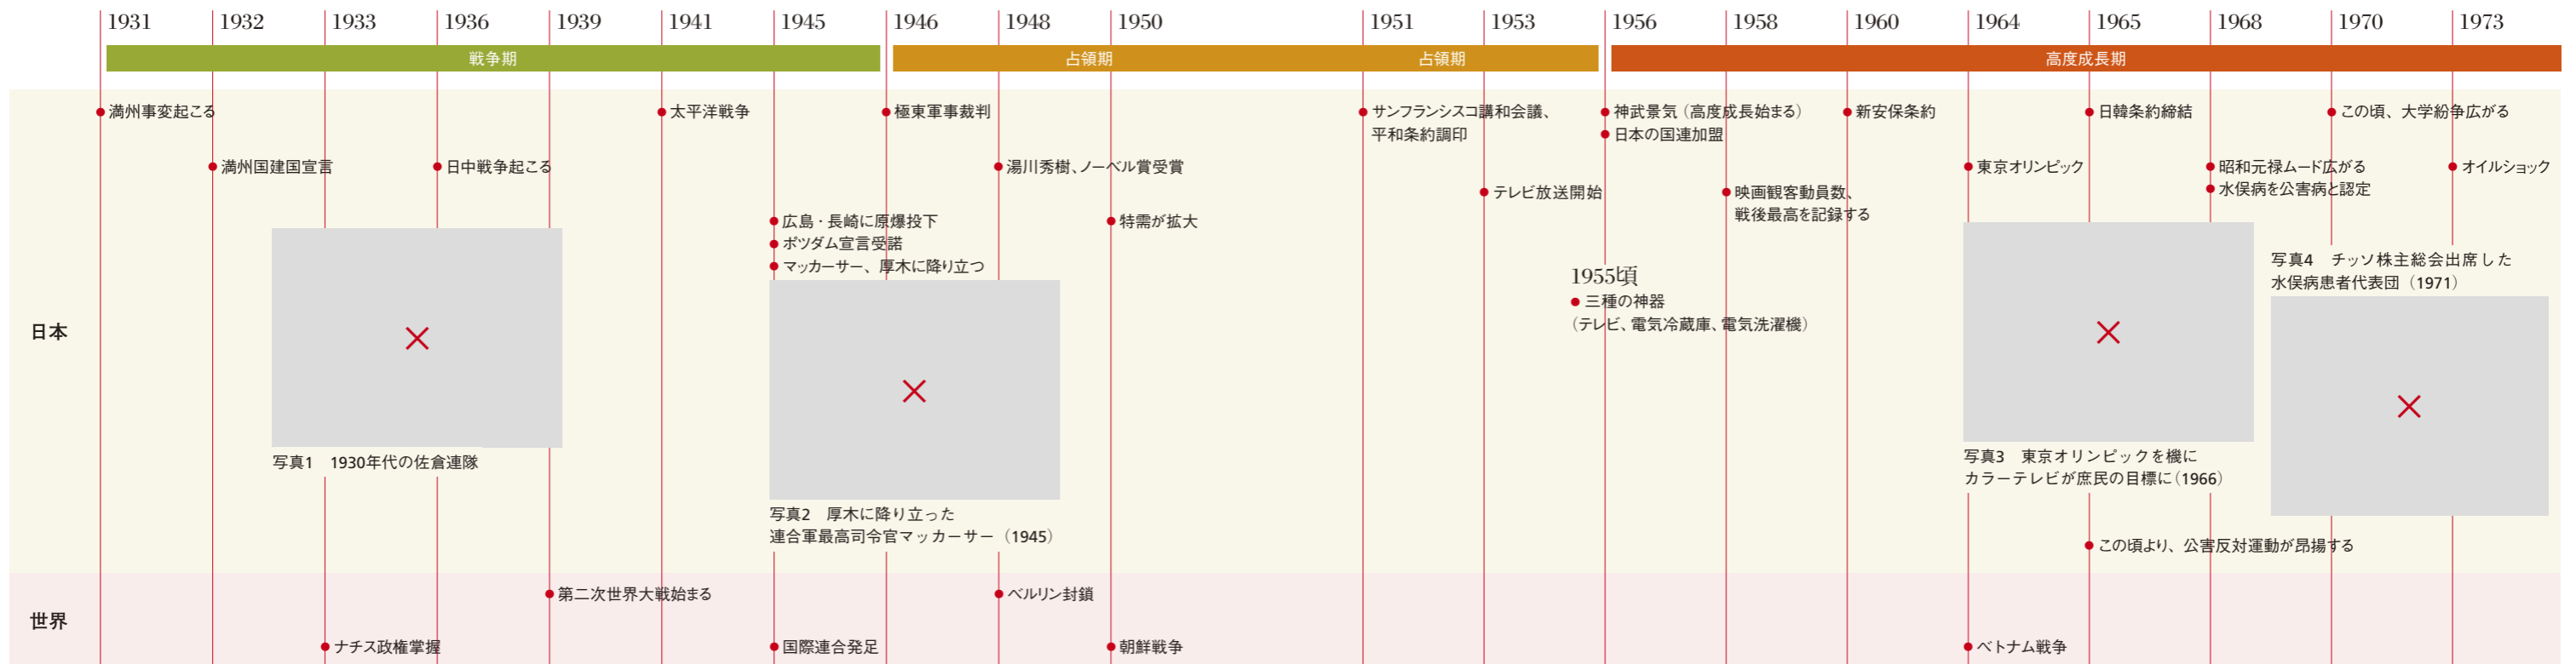 1931
1932
1933
1936
1939
1941
1945
1946
1948
1950
1951
1953
1956
1958
1960
1964
1965
1968
1970
1973
戦争期
占領期
占領期
高度成長期
日本
満州事変起こる
太平洋戦争
極東軍事裁判
サンフランシスコ講和会議、
平和条約調印
神武景気（高度成長始まる）
日本の国連加盟
新安保条約
日韓条約締結
この頃、大学紛争広がる
満州国建国宣言
日中戦争起こる
湯川秀樹、ノーベル賞受賞
テレビ放送開始
映画観客動員数、
戦後最高を記録する
東京オリンピック
昭和元禄ムード広がる
水俣病を公害病と認定
オイルショック
広島・長崎に原爆投下
ポツダム宣言受諾
マッカーサー、厚木に降り立つ
特需が拡大
1955頃
三種の神器
（テレビ、電気冷蔵庫、電気洗濯機）
写真4　チッソ株主総会出席した
水俣病患者代表団（1971）
写真1　1930年代の佐倉連隊
写真2　厚木に降り立った
連合軍最高司令官マッカーサー（1945）
写真3　東京オリンピックを機に
カラーテレビが庶民の目標に（1966）
この頃より、公害反対運動が昂揚する
世界
第二次世界大戦始まる
ベルリン封鎖
ナチス政権掌握
国際連合発足
朝鮮戦争
ベトナム戦争